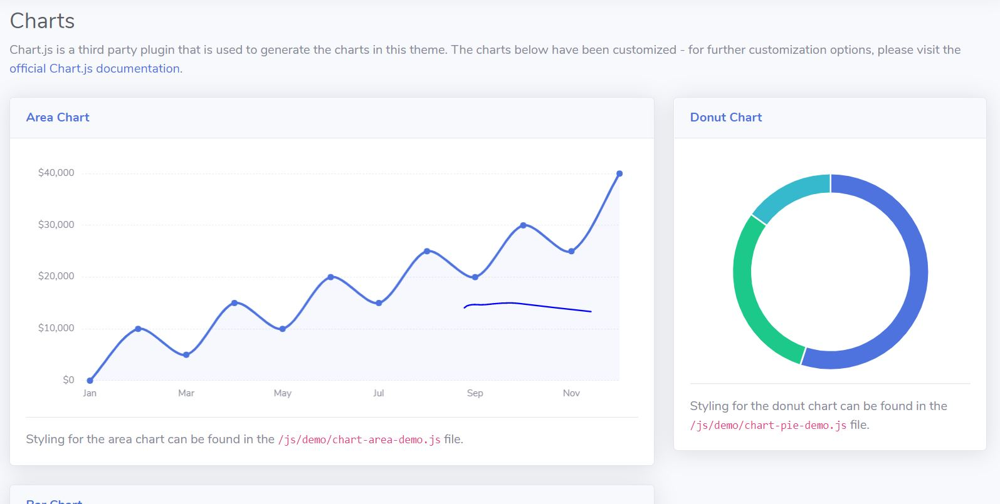 Charts
Chart.js is a third party plugin that is used to generate the charts in this theme. The charts below have been customized - for further customization options, please visit the
official Chart.js documentation.
Area Chart
$40,000
$30,000
$20,000
$10,000
$0
Jan Mar May Jul Sep Nov
Styling for the area chart can be found in the /js/demo/chart-area-demo.js file.
Donut Chart
Styling for the donut chart can be found in the
/js/demo/chart-pie-demo.js file.
Bar Chart